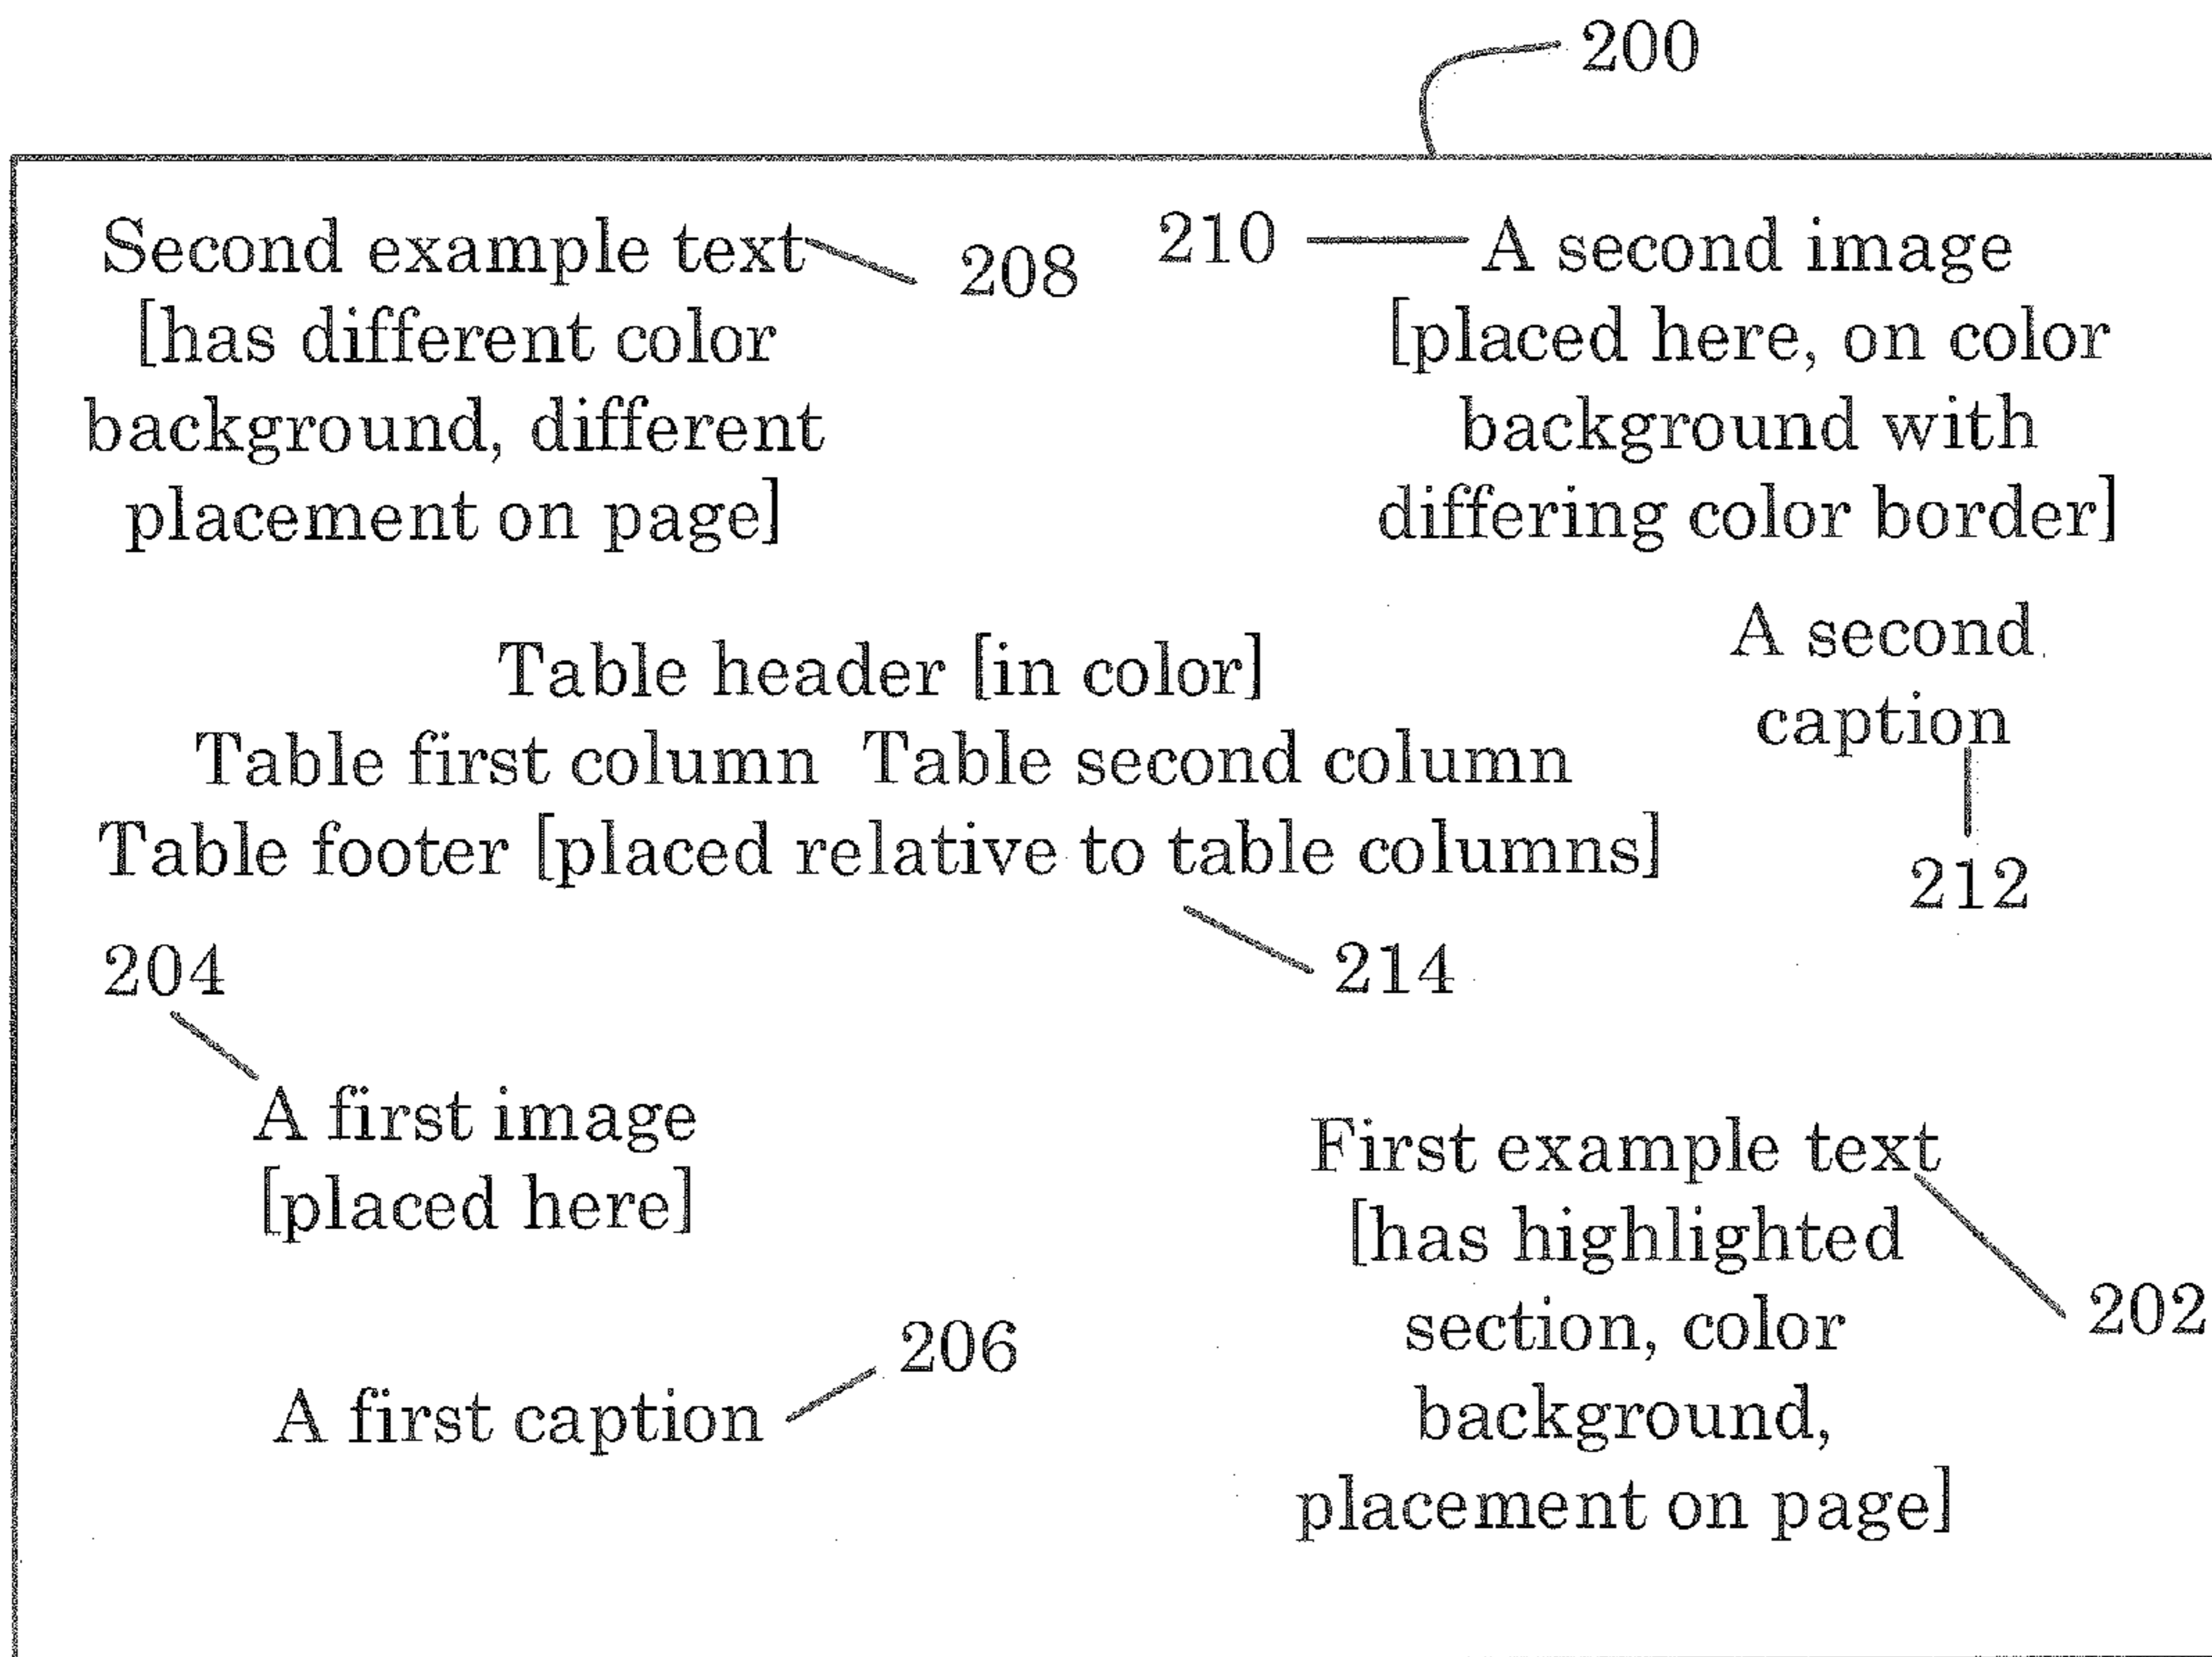 200
Second example text
[has different color
background, different
placement on page]
208
210
A second image
[placed here, on color
background with
differing color border]
A second
caption
212
Table header [in color]
Table first column Table second column
Table footer [placed relative to table columns]
214
204
A first image
[placed here]
A first caption
206
First example text
[has highlighted
section, color
background,
placement on page]
202